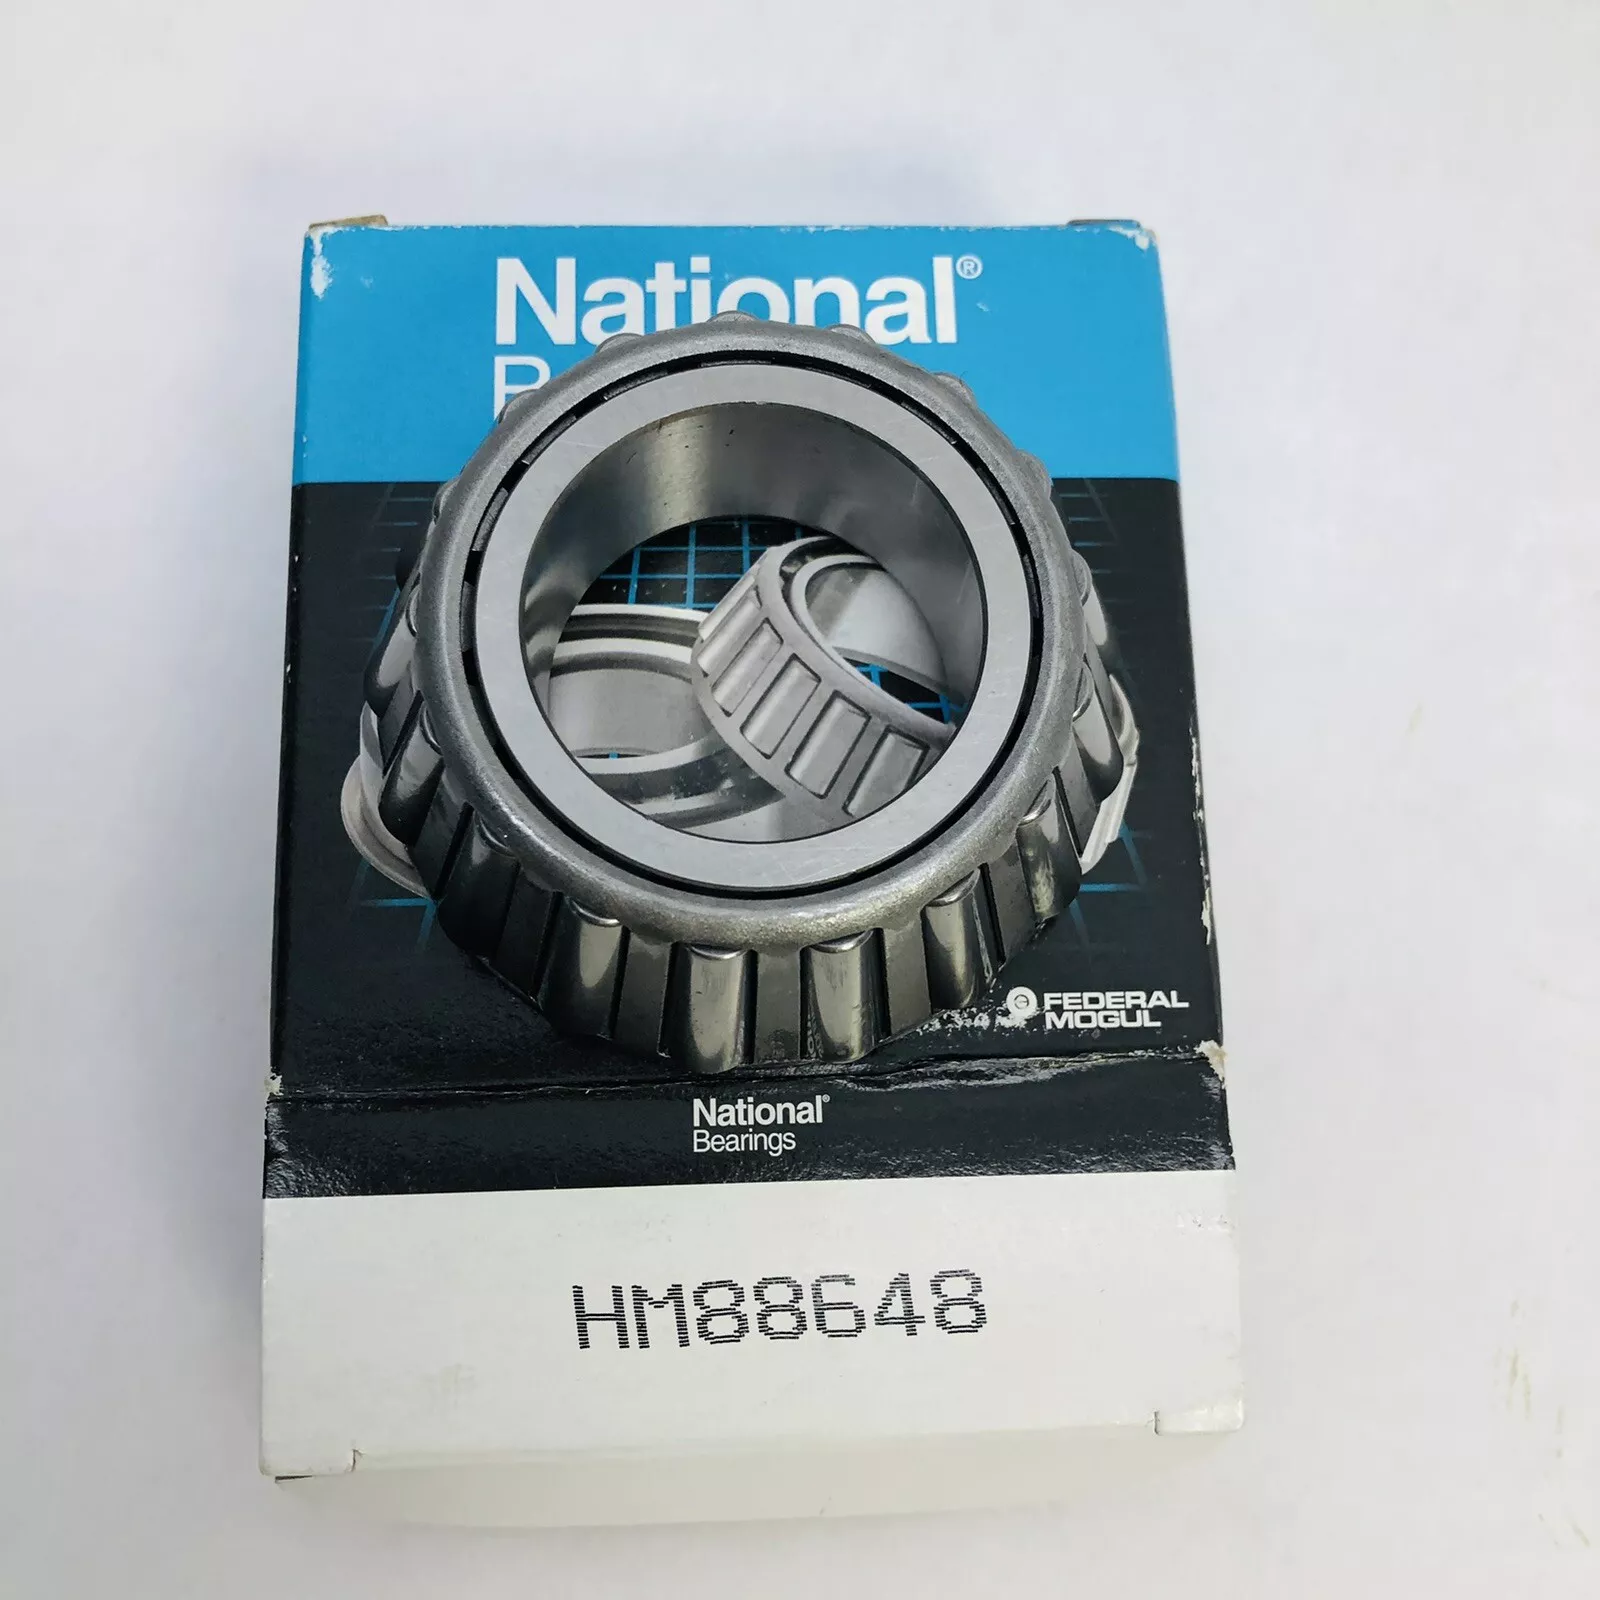 National®
FEDERAL
MOGUL
National®
Bearings
HM88648